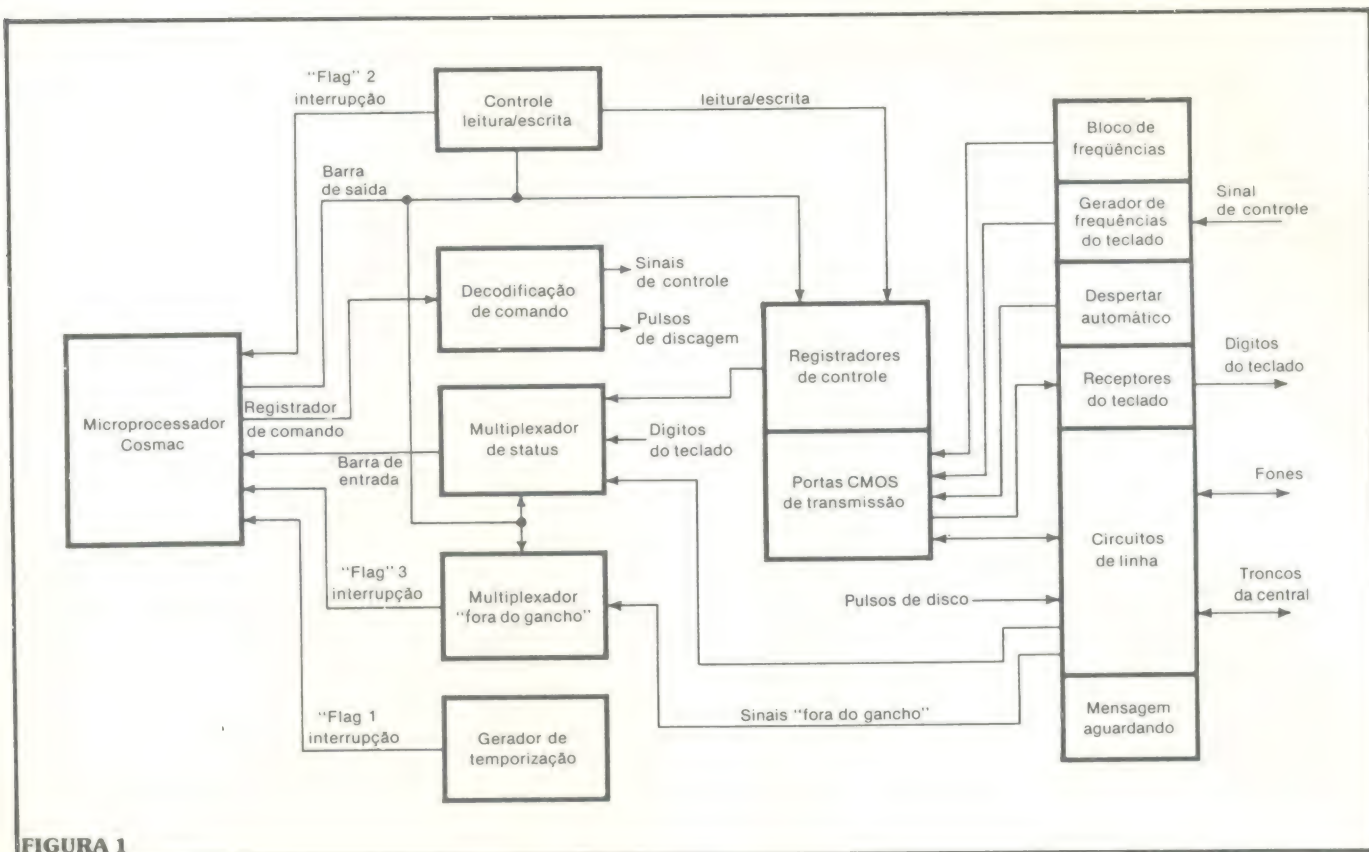 "Flag" 2
interrupção
Controle
leitura/escrita
leitura/escrita
Barra
de saída
Decodificação
de comando
Sinais
de controle
Pulsos
de discagem
Microprocessador
Cosmac
Registrador
de comando
Multiplexador
de status
Digitos
do teclado
Barra de
entrada
"Flag" 3
interrupção
Multiplexador
"fora do gancho"
"Flag 1
interrupção
Gerador de
temporização
Registradores
de controle
Portas CMOS
de transmissão
Pulsos de disco
Sinais "fora do gancho"
Bloco de
freqüências
Gerador de
frequências
do teclado
Despertar
automático
Receptores
do teclado
Circuitos
de linha
Mensagem
aguardando
Sinal
de controle
Digitos
do teclado
Fones
Troncos
da central
FIGURA 1